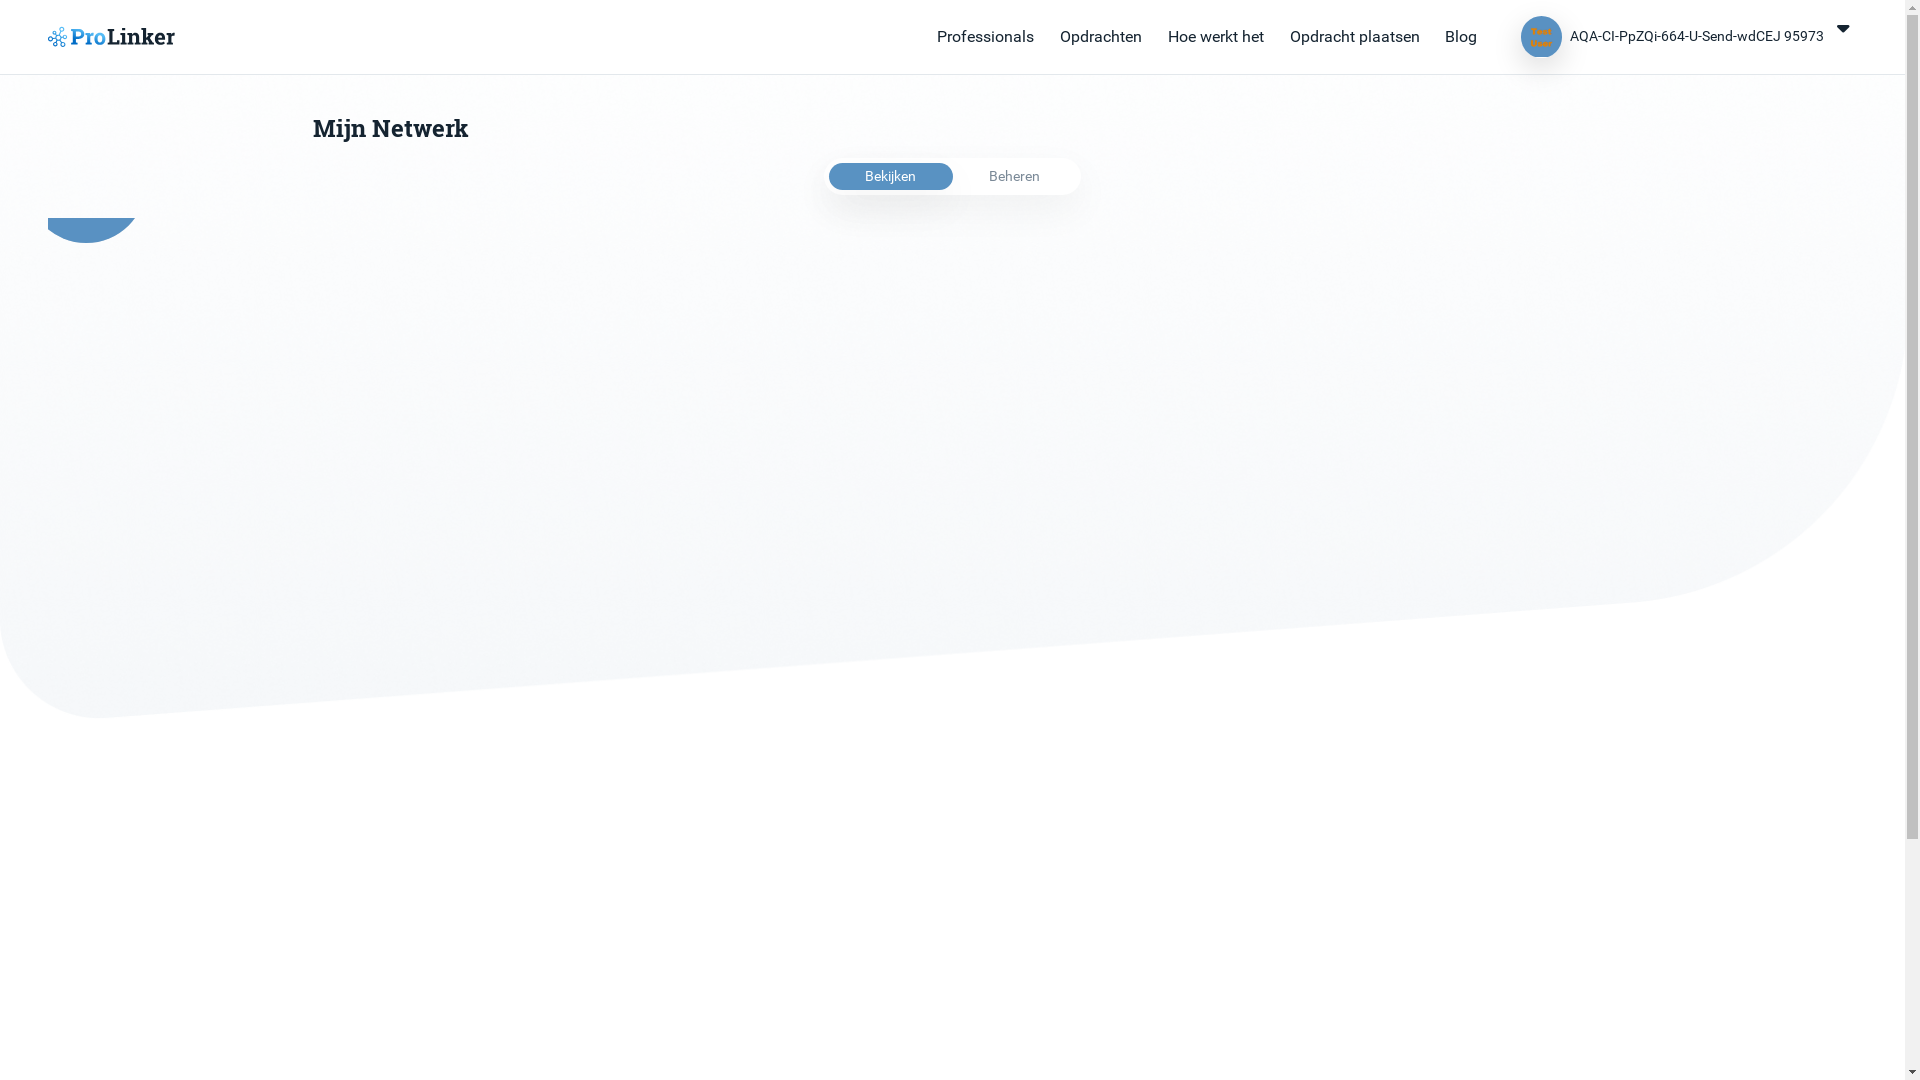 ProLinker
Professionals
Opdrachten
Hoe werkt het
Opdracht plaatsen
Blog
Test
User
AQA-CI-PpZQi-664-U-Send-wdCEJ 95973
Mijn Netwerk
Bekijken
Beheren